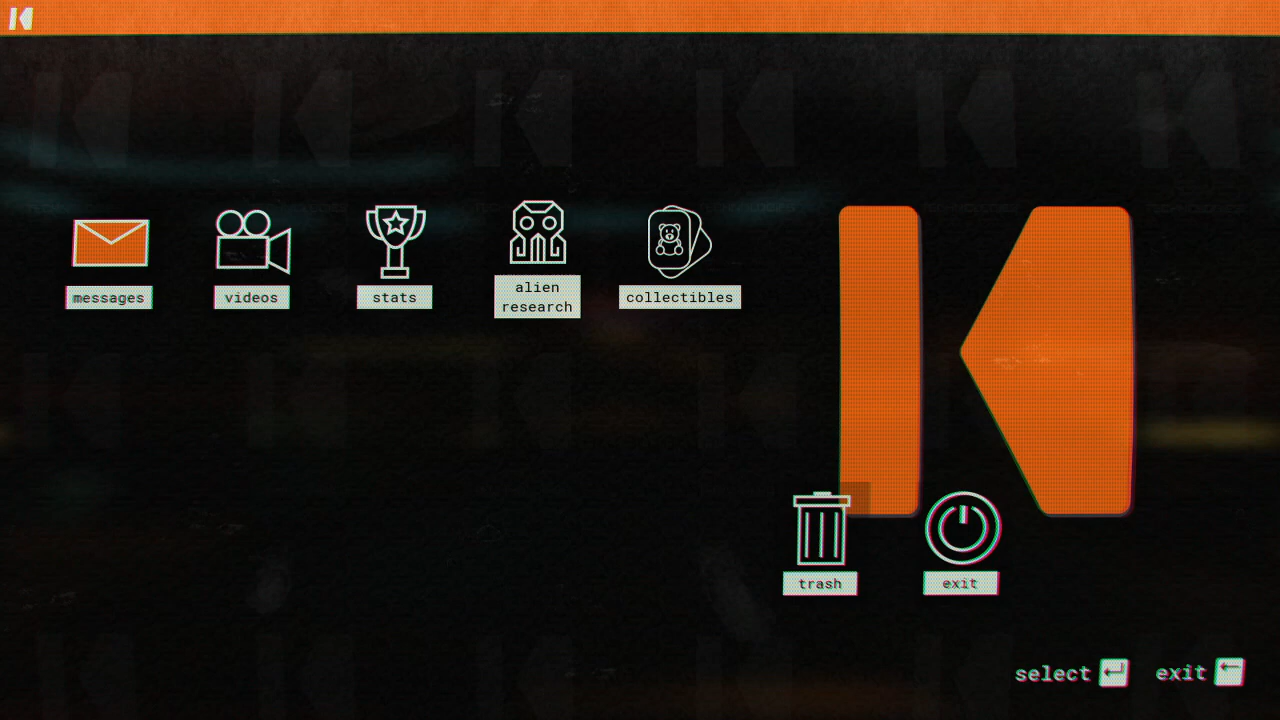 messages
videos
stats
alien
research
collectibles
trash
exit
select
exit